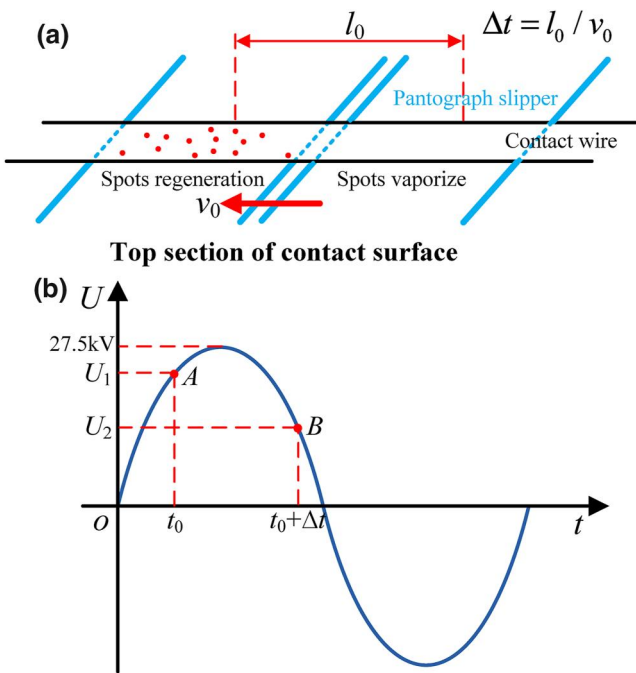 (a)
l₀
Δt = l₀ / v₀
Pantograph slipper
Contact wire
Spots regeneration
Spots vaporize
v₀
Top section of contact surface
(b)
U
27.5kV
U₁
A
U₂
B
o
t₀
t₀+Δt
t